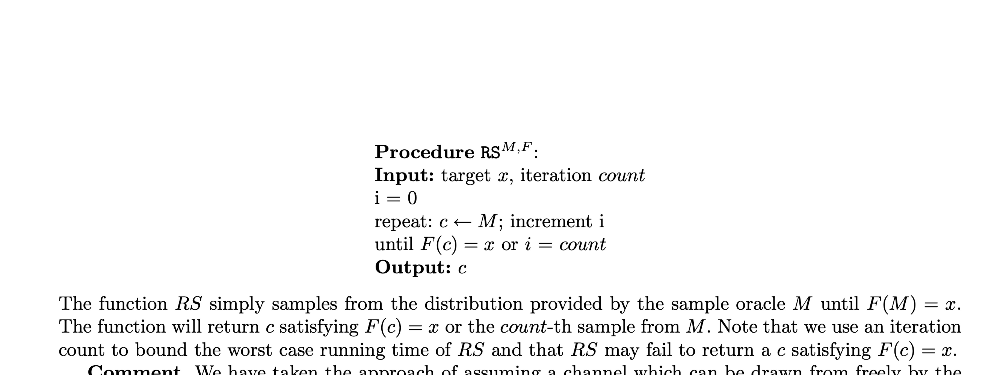 Procedure RS^{M,F}:
Input: target x, iteration count
i = 0
repeat: c ← M; increment i
until F(c) = x or i = count
Output: c
The function RS simply samples from the distribution provided by the sample oracle M until F(M) = x.
The function will return c satisfying F(c) = x or the count-th sample from M. Note that we use an iteration
count to bound the worst case running time of RS and that RS may fail to return a c satisfying F(c) = x.
Comment We have taken the approach of assuming a channel which can be drawn from freely by the